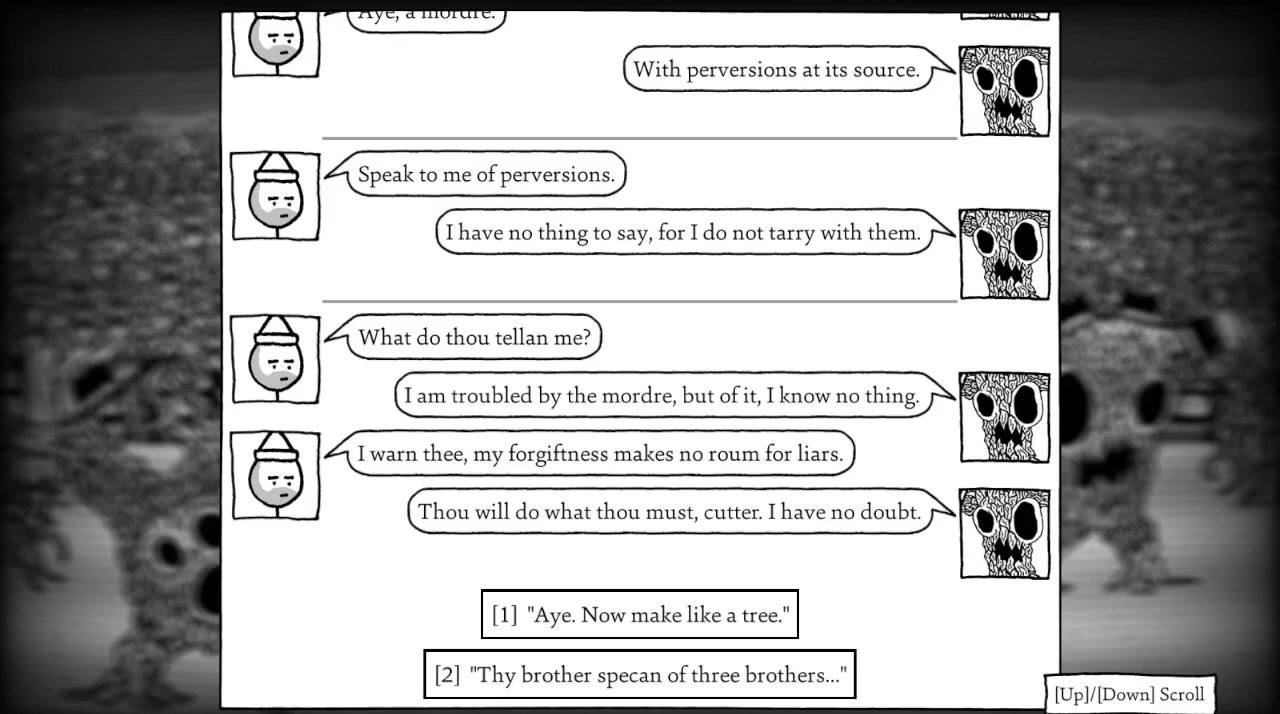 Aye, a mordre.
With perversions at its source.
Speak to me of perversions.
I have no thing to say, for I do not tarry with them.
What do thou tellan me?
I am troubled by the mordre, but of it, I know no thing.
I warn thee, my forgiftness makes no roum for liars.
Thou will do what thou must, cutter. I have no doubt.
[1] "Aye. Now make like a tree."
[2] "Thy brother specan of three brothers..."
[Up]/[Down] Scroll